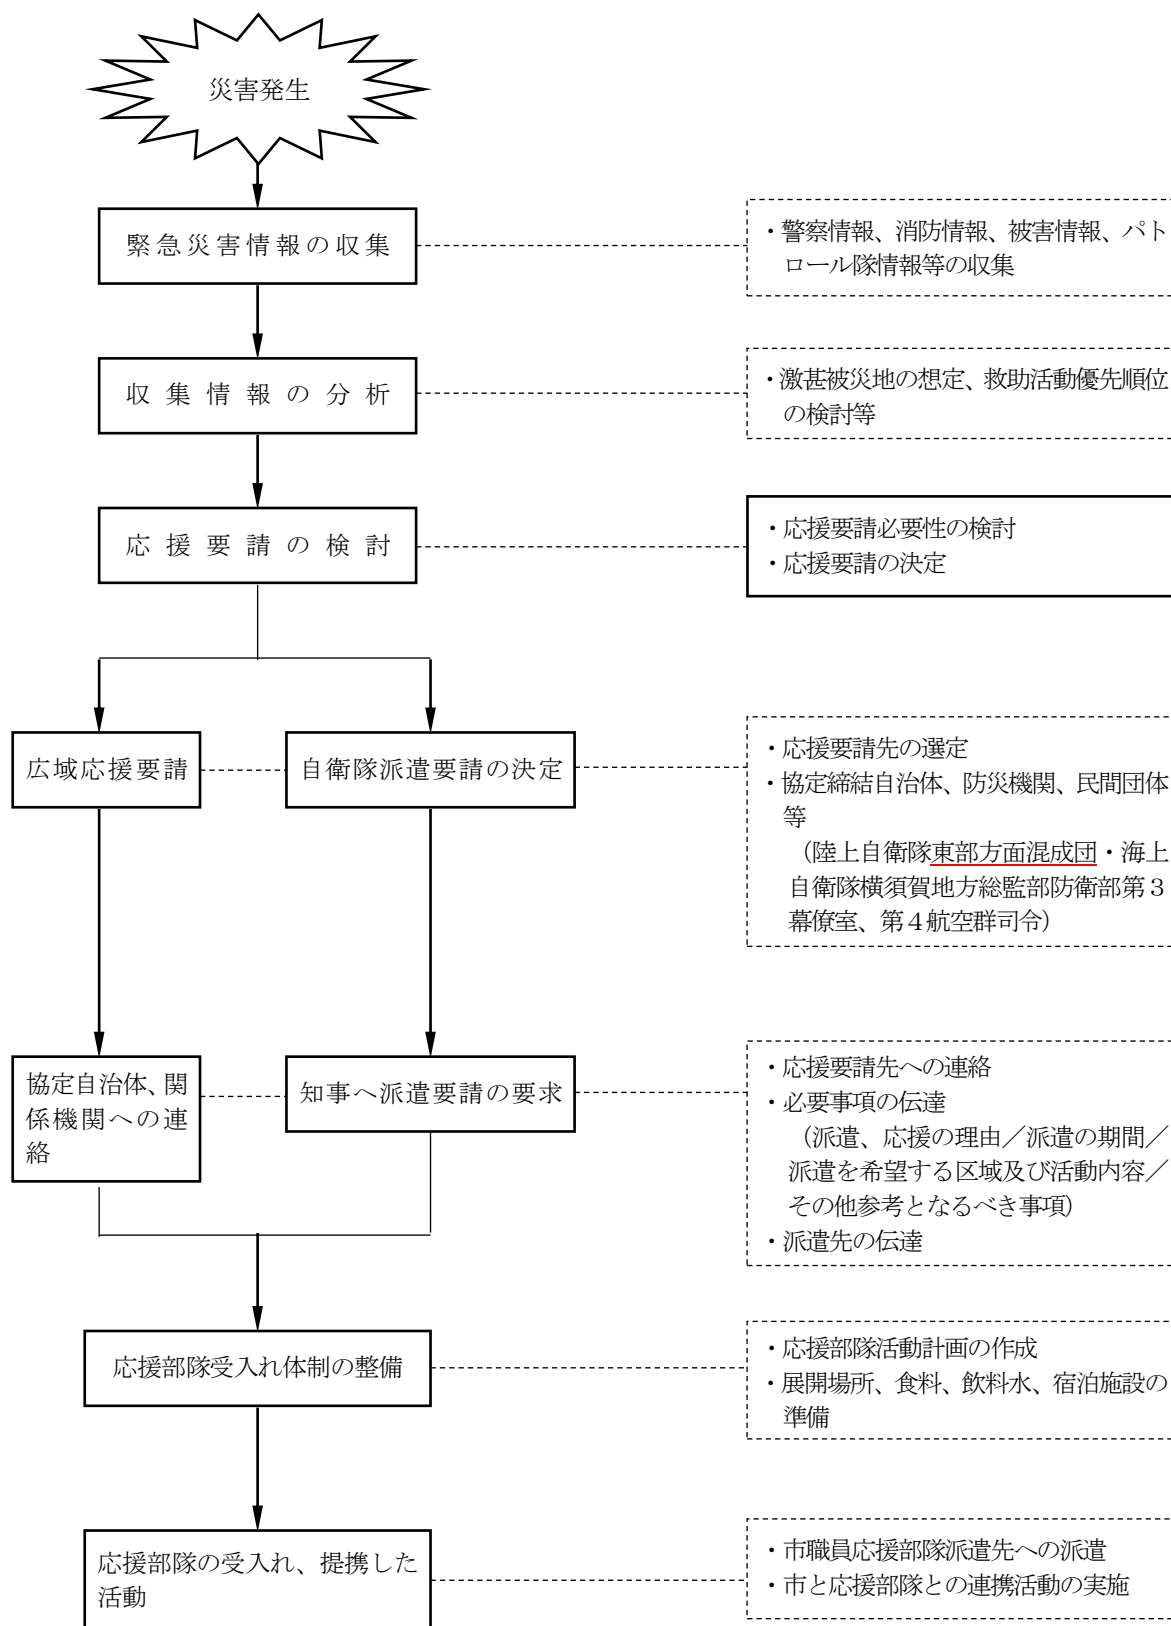 災害発生
緊急災害情報の収集
・警察情報、消防情報、被害情報、パト
ロール隊情報等の収集
収集情報の分析
・激甚被災地の想定、救助活動優先順位
の検討等
応援要請の検討
・応援要請必要性の検討
・応援要請の決定
広域応援要請
自衛隊派遣要請の決定
・応援要請先の選定
・協定締結自治体、防災機関、民間団体
等
（陸上自衛隊東部方面混成団・海上
自衛隊横須賀地方総監部防衛部第３
幕僚室、第４航空群司令）
協定自治体、関
係機関への連
絡
知事へ派遣要請の要求
・応援要請先への連絡
・必要事項の伝達
（派遣、応援の理由／派遣の期間／
派遣を希望する区域及び活動内容／
その他参考となるべき事項）
・派遣先の伝達
応援部隊受入れ体制の整備
・応援部隊活動計画の作成
・展開場所、食料、飲料水、宿泊施設の
準備
応援部隊の受入れ、提携した
活動
・市職員応援部隊派遣先への派遣
・市と応援部隊との連携活動の実施